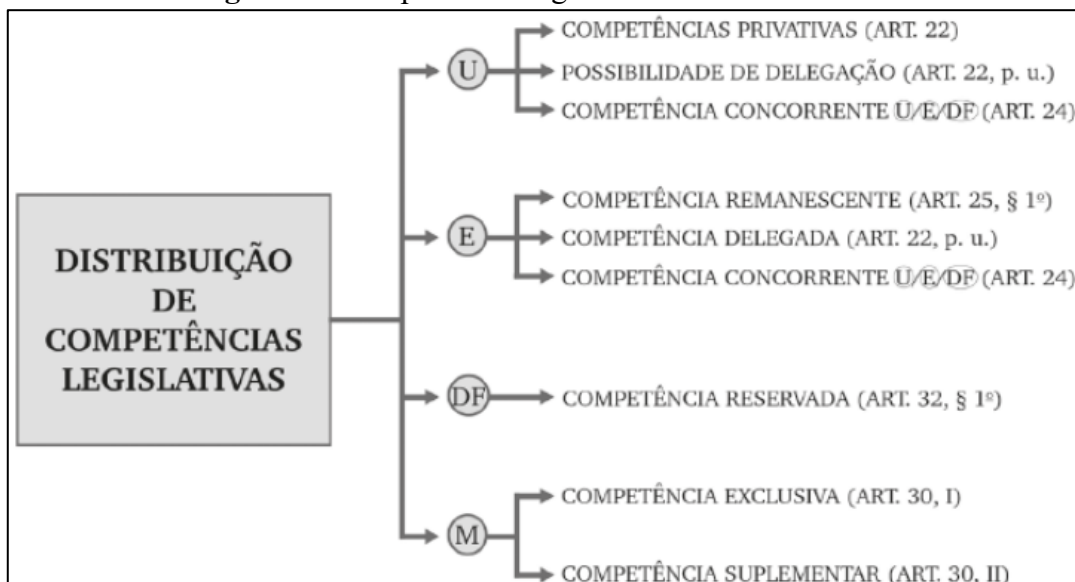 COMPETÊNCIAS PRIVATIVAS (ART. 22)
U
POSSIBILIDADE DE DELEGAÇÃO (ART. 22, p. u.)
COMPETÊNCIA CONCORRENTE U/E/DF (ART. 24)
COMPETÊNCIA REMANESCENTE (ART. 25, § 1º)
E
COMPETÊNCIA DELEGADA (ART. 22, p. u.)
COMPETÊNCIA CONCORRENTE U/E/DF (ART. 24)
DISTRIBUIÇÃO
DE
COMPETÊNCIAS
LEGISLATIVAS
DF
COMPETÊNCIA RESERVADA (ART. 32, § 1º)
COMPETÊNCIA EXCLUSIVA (ART. 30, I)
M
COMPETÊNCIA SUPLEMENTAR (ART. 30, II)